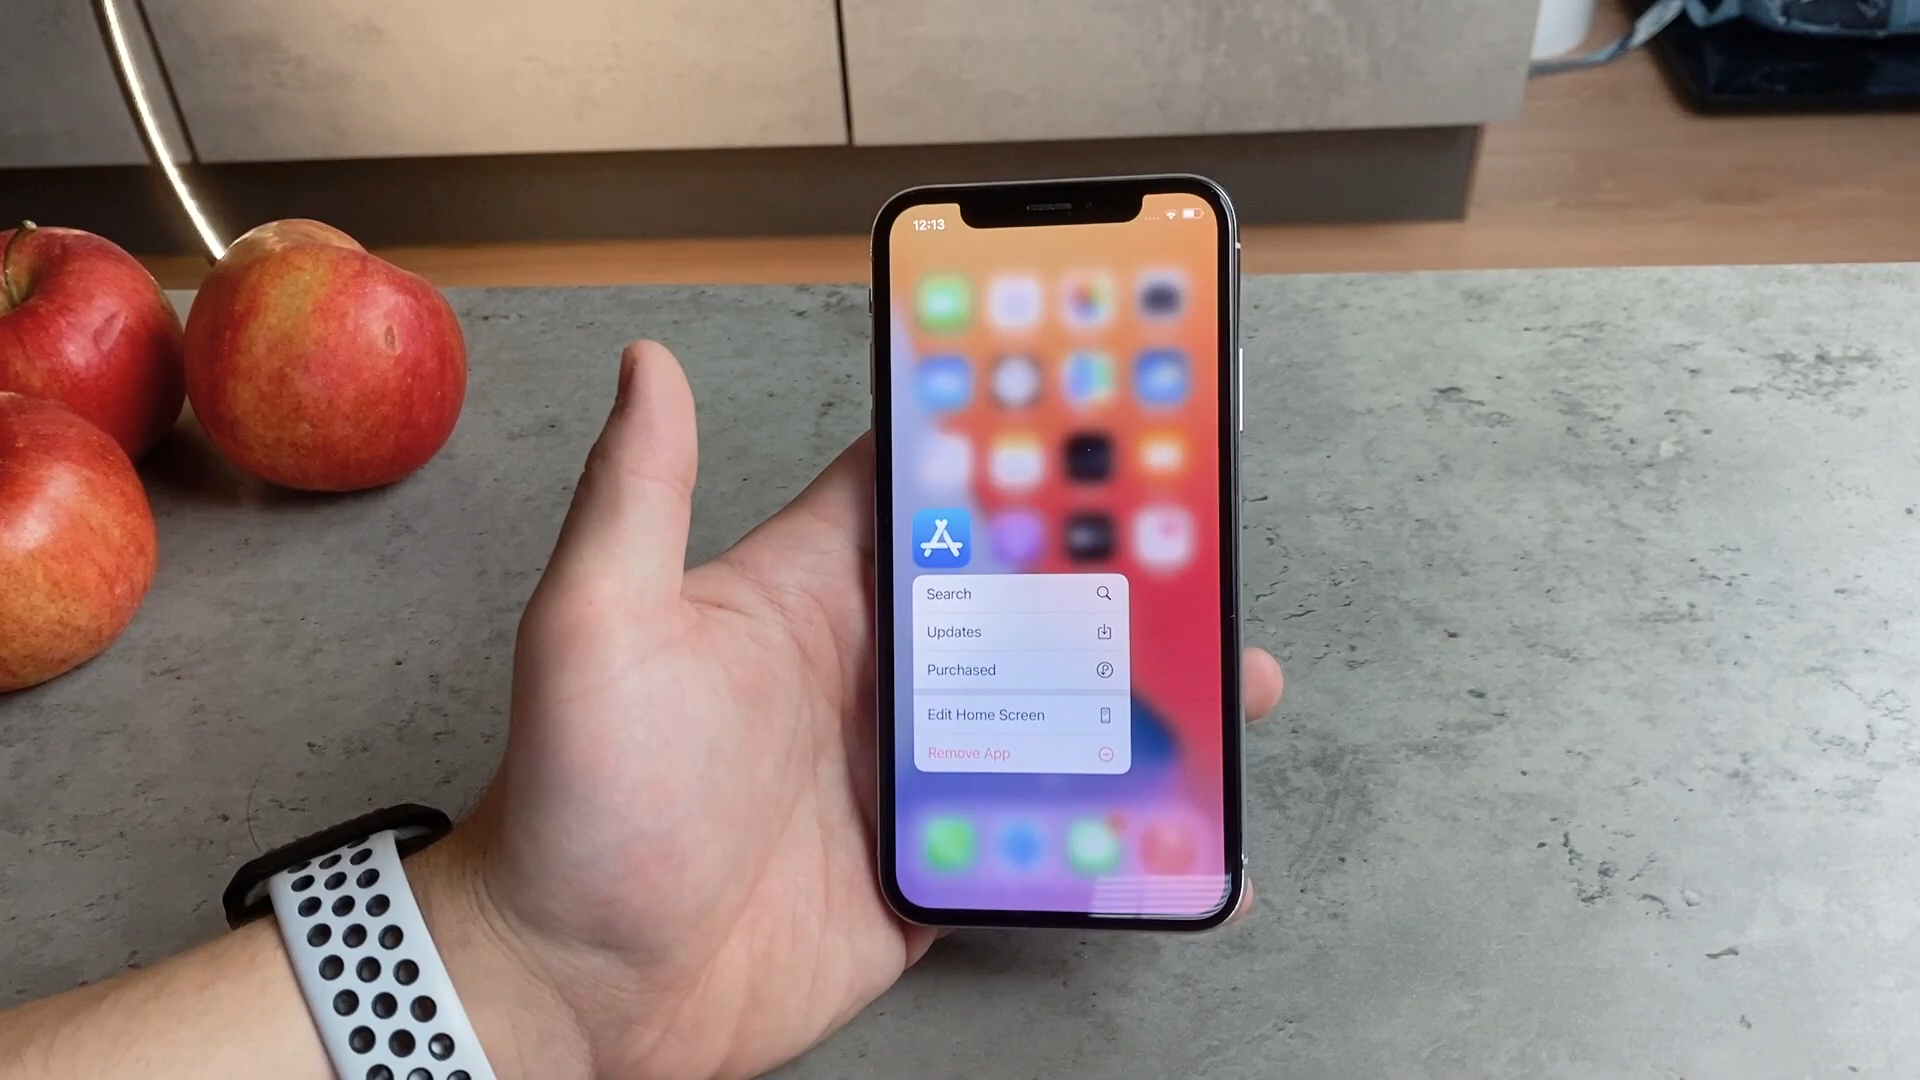 12:13
Search
Updates
Purchased
Edit Home Screen
Remove App